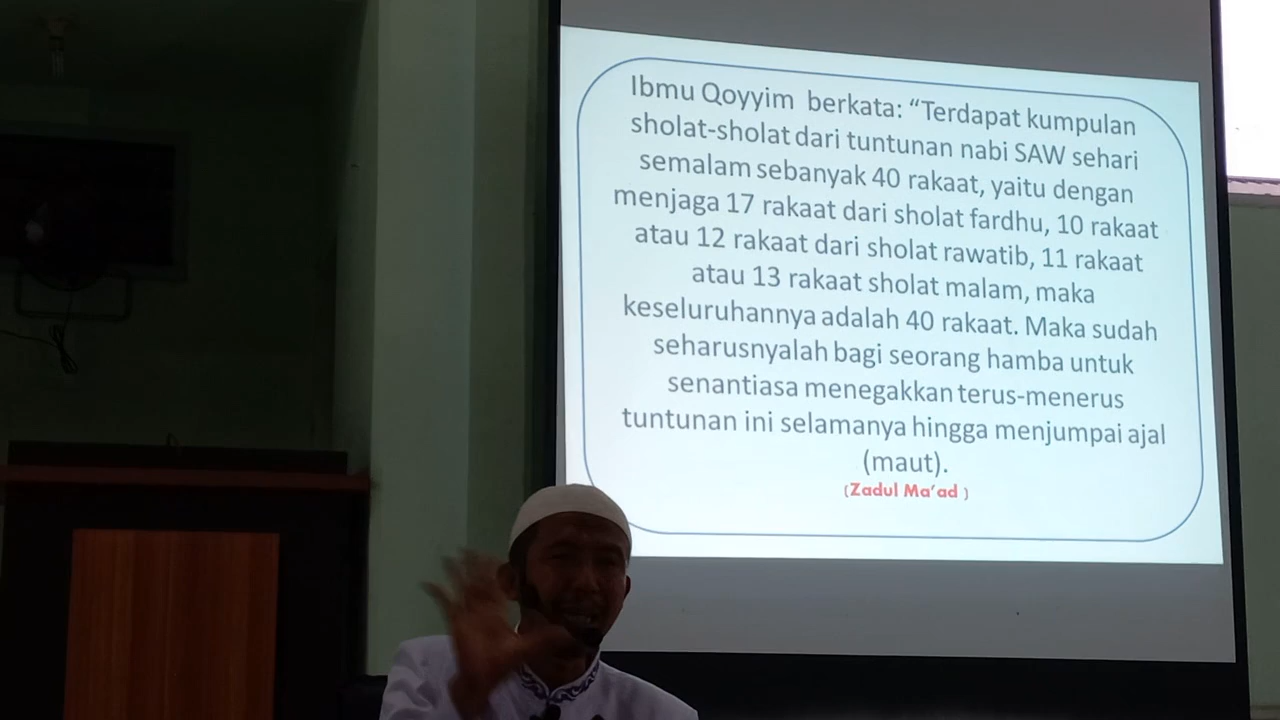 Ibmu Qoyyim berkata: “Terdapat kumpulan
sholat-sholat dari tuntunan nabi SAW sehari
semalam sebanyak 40 rakaat, yaitu dengan
menjaga 17 rakaat dari sholat fardhu, 10 rakaat
atau 12 rakaat dari sholat rawatib, 11 rakaat
atau 13 rakaat sholat malam, maka
keseluruhannya adalah 40 rakaat. Maka sudah
seharusnyalah bagi seorang hamba untuk
senantiasa menegakkan terus-menerus
tuntunan ini selamanya hingga menjumpai ajal
(maut).
(Zadul Ma’ad )